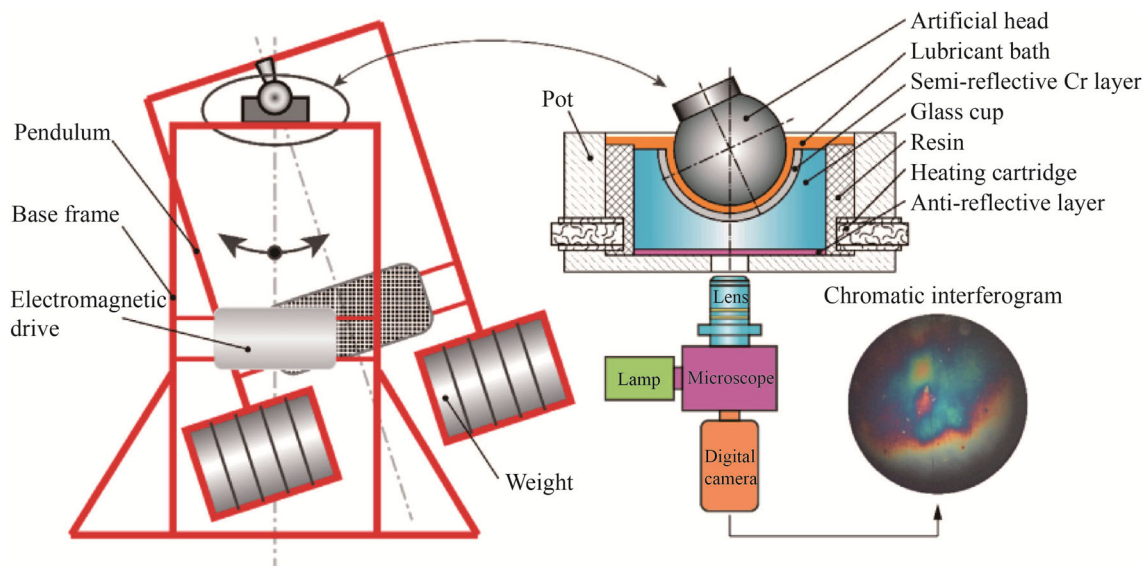 Pendulum
Base frame
Electromagnetic
drive
Weight
Pot
Artificial head
Lubricant bath
Semi-reflective Cr layer
Glass cup
Resin
Heating cartridge
Anti-reflective layer
Lens
Lamp
Microscope
Digital
camera
Chromatic interferogram